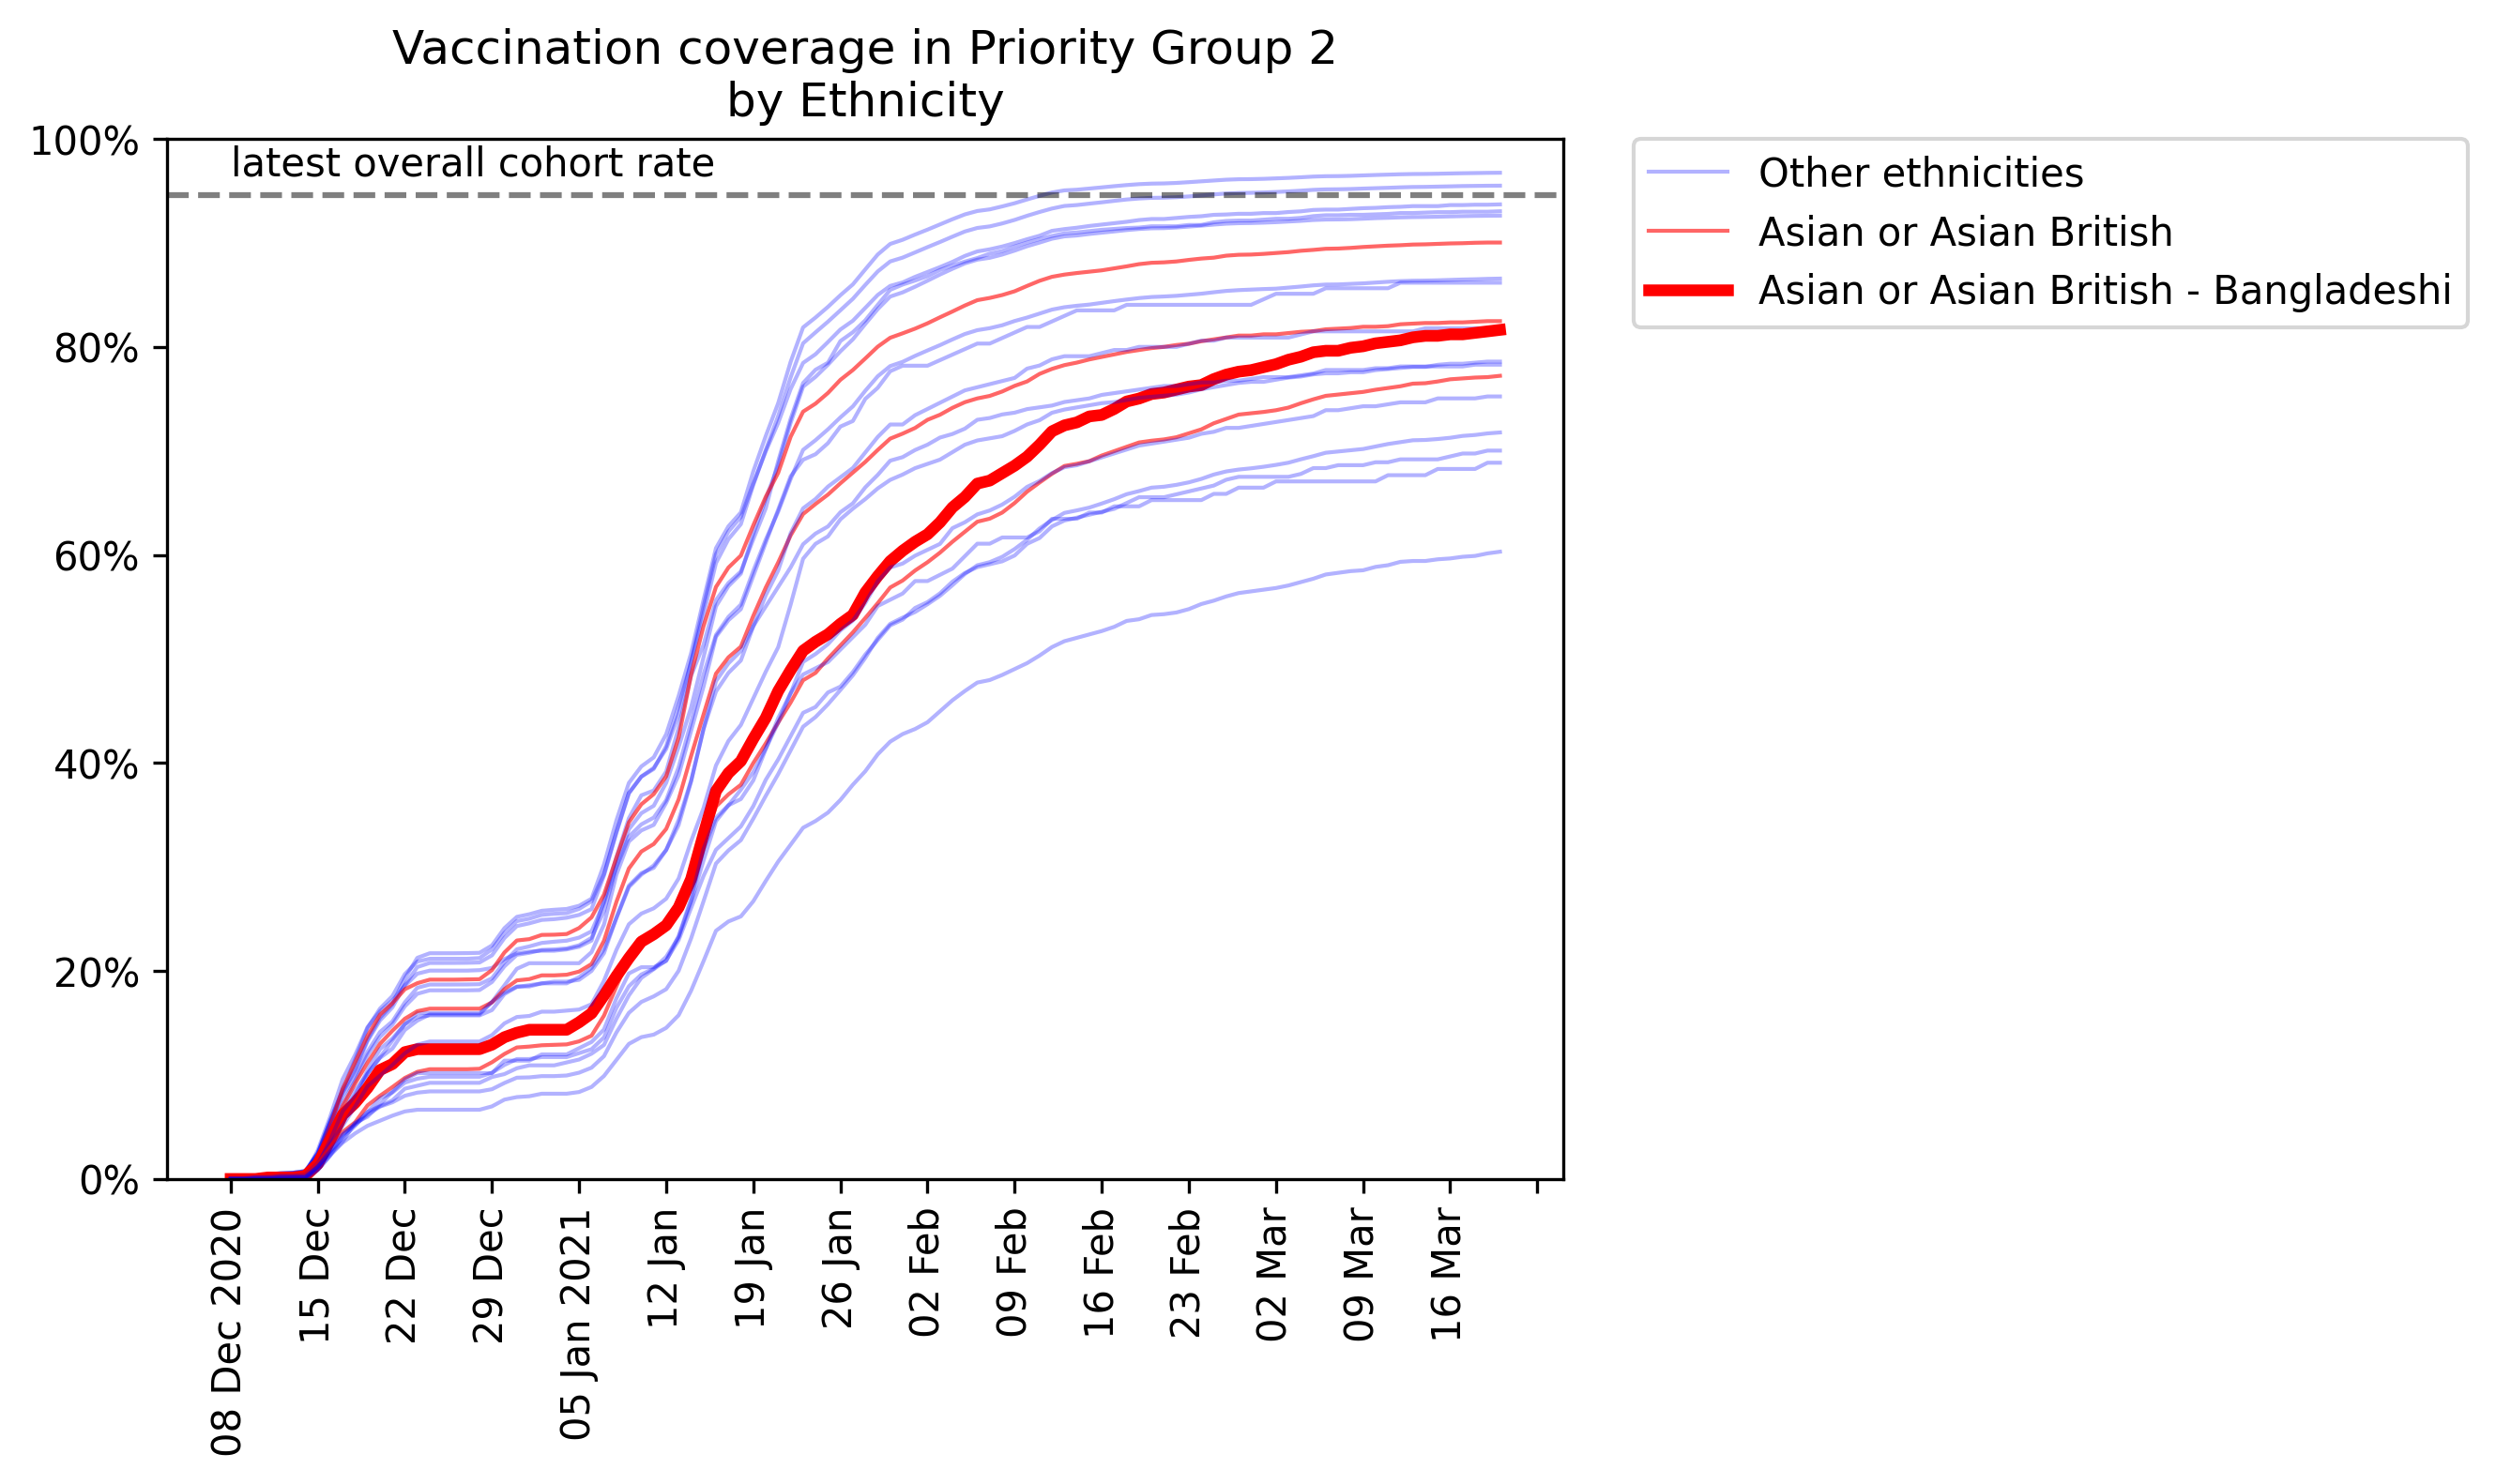 Vaccination coverage in Priority Group 2
by Ethnicity
100%
80%
60%
40%
20%
0%
latest overall cohort rate
Other ethnicities
Asian or Asian British
Asian or Asian British - Bangladeshi
08 Dec 2020
15 Dec
22 Dec
29 Dec
05 Jan 2021
12 Jan
19 Jan
26 Jan
02 Feb
09 Feb
16 Feb
23 Feb
02 Mar
09 Mar
16 Mar